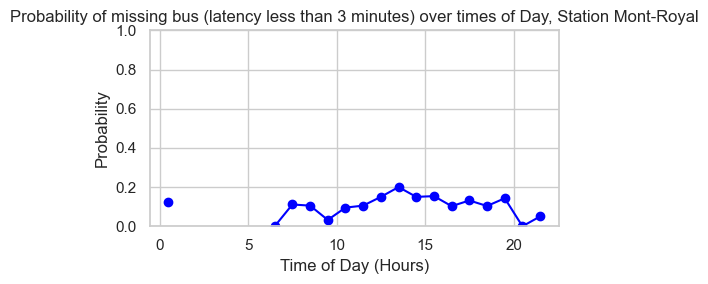 Probability of missing bus (latency less than 3 minutes) over times of Day, Station Mont-Royal
1.0
0.8
0.6
0.4
0.2
0.0
Probability
0 5 10 15 20
Time of Day (Hours)